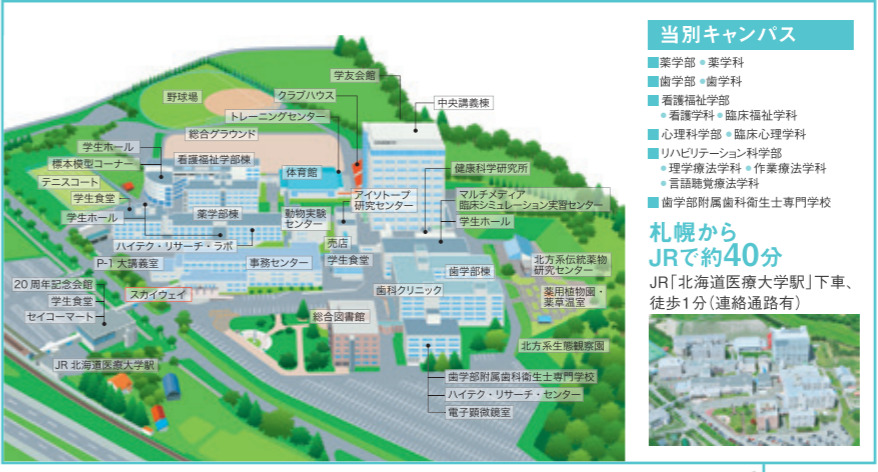 学友会館
野球場
クラブハウス
中央講義棟
トレーニングセンター
総合グラウンド
学生ホール
看護福祉学部棟
標本模型コーナー
体育館
健康科学研究所
テニスコート
アイソトープ
研究センター
マルチメディア
臨床シミュレーション実習センター
学生食堂
薬学部棟
動物実験
センター
学生ホール
学生ホール
ハイテク・リサーチ・ラボ
売店
学生食堂
P-1 大講義室
事務センター
北方系伝統薬物
研究センター
歯学部棟
20周年記念会館
学生食堂
セイコーマート
スカイウェイ
歯科クリニック
薬用植物園・
薬草温室
総合図書館
北方系生態観察園
JR 北海道医療大学駅
歯学部附属歯科衛生士専門学校
ハイテク・リサーチ・センター
電子顕微鏡室
当別キャンパス
■薬学部 ●薬学科
■歯学部 ●歯学科
■看護福祉学部
●看護学科 ●臨床福祉学科
■心理科学部 ●臨床心理学科
■リハビリテーション科学部
●理学療法学科 ●作業療法学科
●言語聴覚療法学科
■歯学部附属歯科衛生士専門学校
札幌から
JRで約40分
JR「北海道医療大学駅」下車、
徒歩1分（連絡通路有）